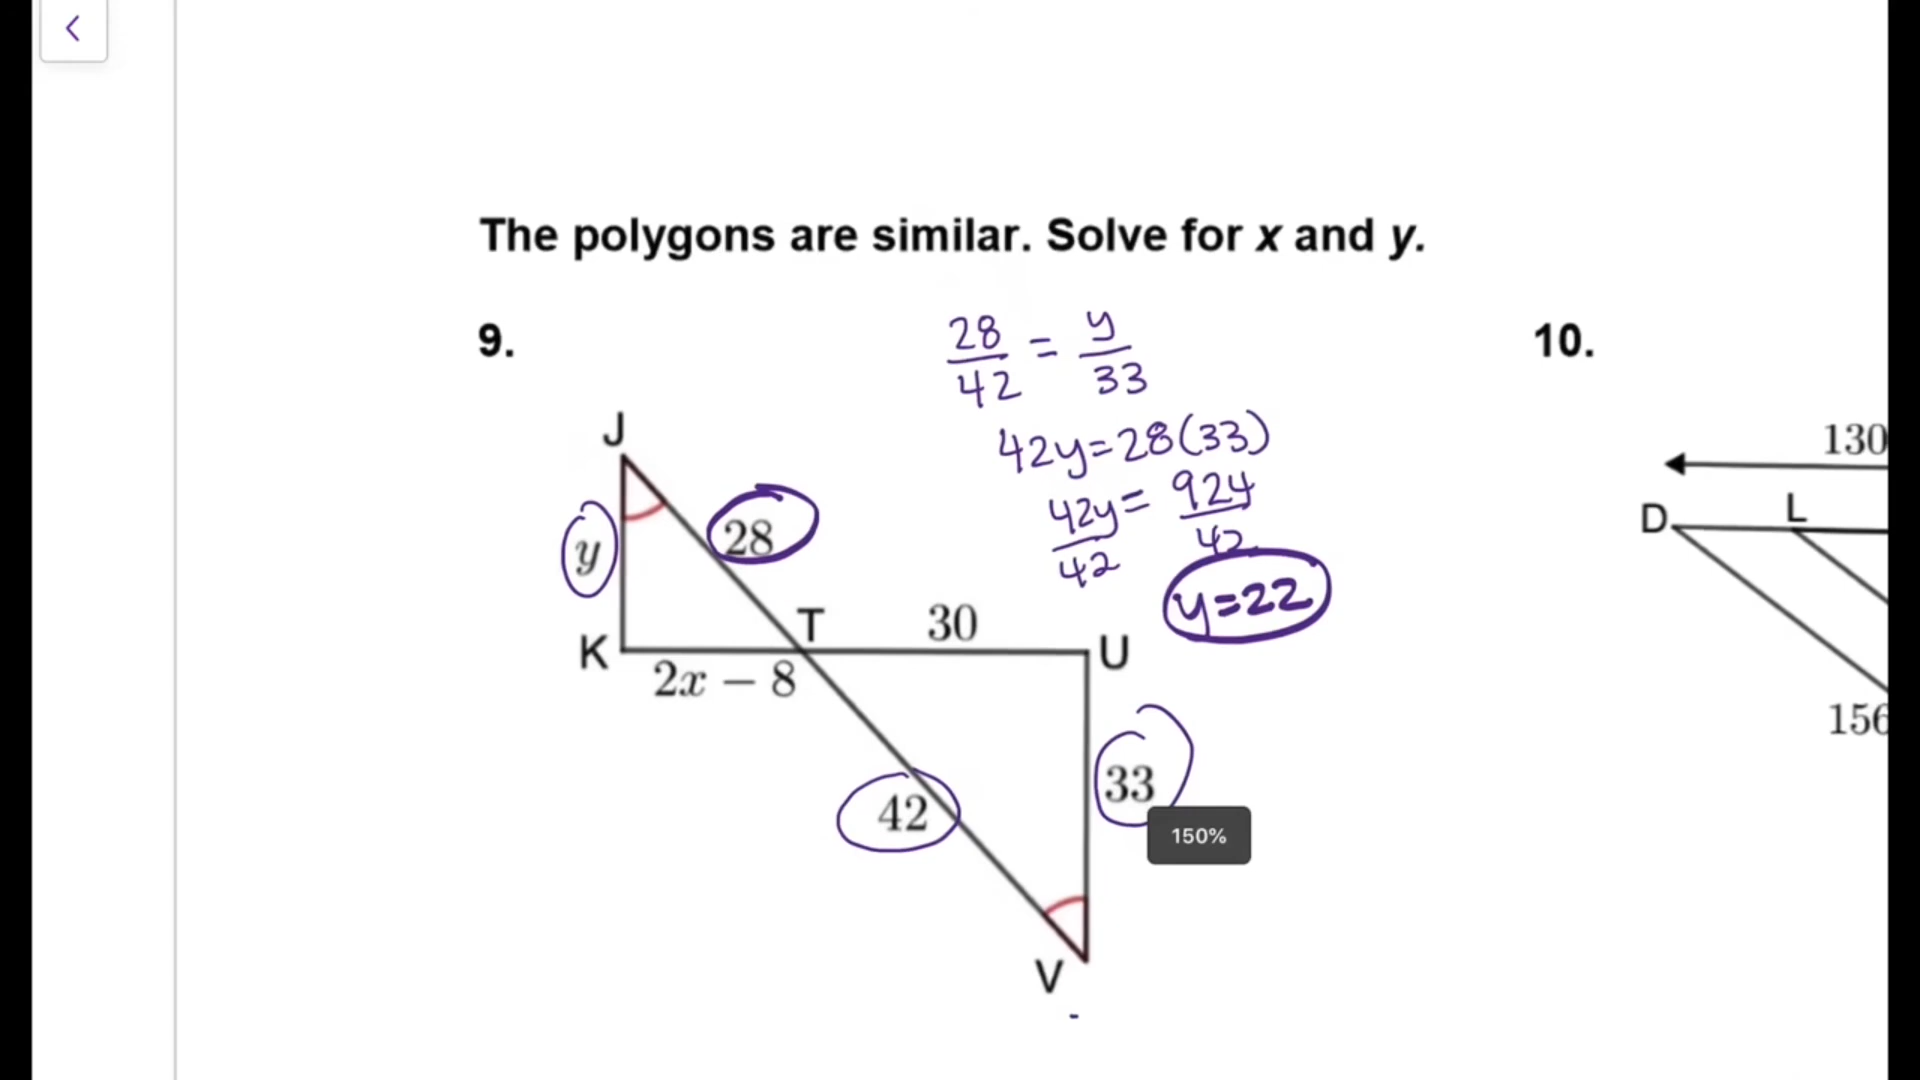 The polygons are similar. Solve for x and y.
9.
28/42 = y/33
42y=28(33)
42y/42 = 924/42
y=22
J
y
28
K
T
30
U
2x − 8
42
33
150%
V
10.
130
D
L
156